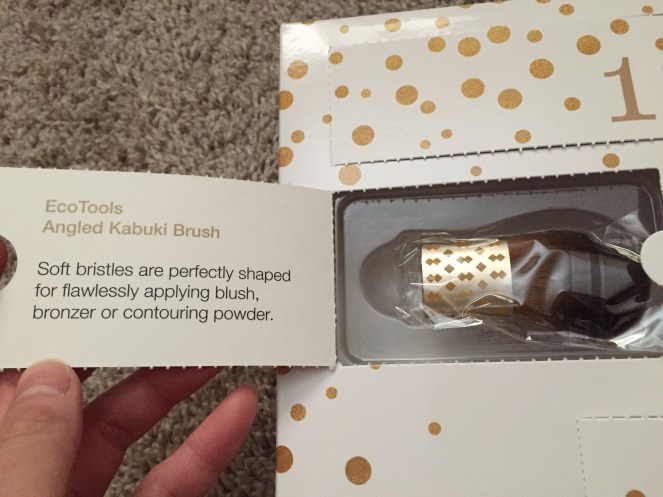 EcoTools
Angled Kabuki Brush
Soft bristles are perfectly shaped
for flawlessly applying blush,
bronzer or contouring powder.
1